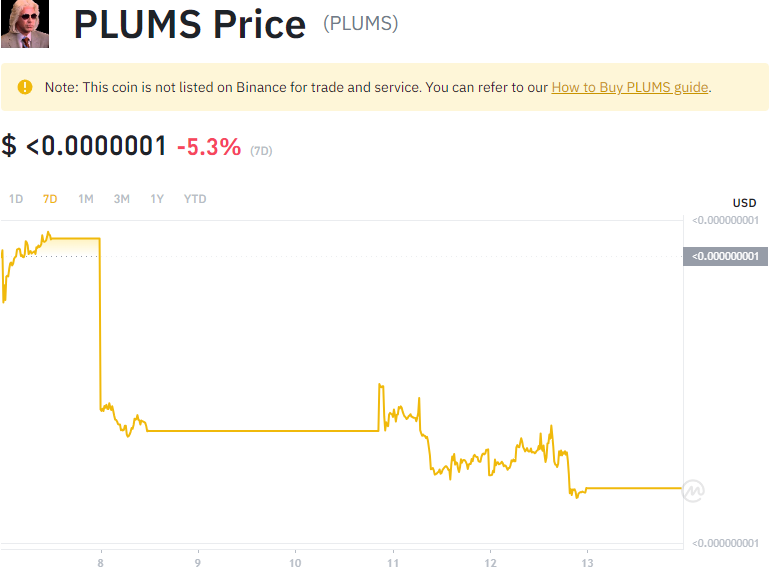 PLUMS Price (PLUMS)
Note: This coin is not listed on Binance for trade and service. You can refer to our How to Buy PLUMS guide.
$ <0.0000001 -5.3% (7D)
1D 7D 1M 3M 1Y YTD
USD
<0.000000001
<0.000000001
<0.000000001
8 9 10 11 12 13